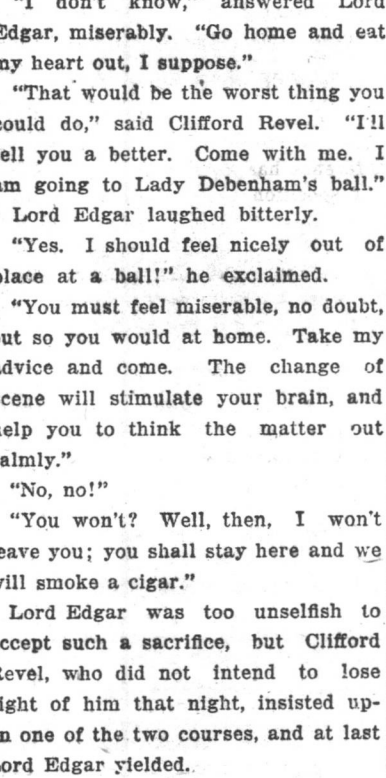 "I don't know," answered Lord
Edgar, miserably. "Go home and eat
my heart out, I suppose."
"That would be the worst thing you
could do," said Clifford Revel. "I'll
tell you a better. Come with me. I
am going to Lady Debenham's ball."
Lord Edgar laughed bitterly.
"Yes. I should feel nicely out of
place at a ball!" he exclaimed.
"You must feel miserable, no doubt,
but so you would at home. Take my
advice and come. The change of
scene will stimulate your brain, and
help you to think the matter out
calmly."
"No, no!"
"You won't? Well, then, I won't
leave you; you shall stay here and we
will smoke a cigar."
Lord Edgar was too unselfish to
accept such a sacrifice, but Clifford
Revel, who did not intend to lose
sight of him that night, insisted up-
on one of the two courses, and at last
Lord Edgar yielded.